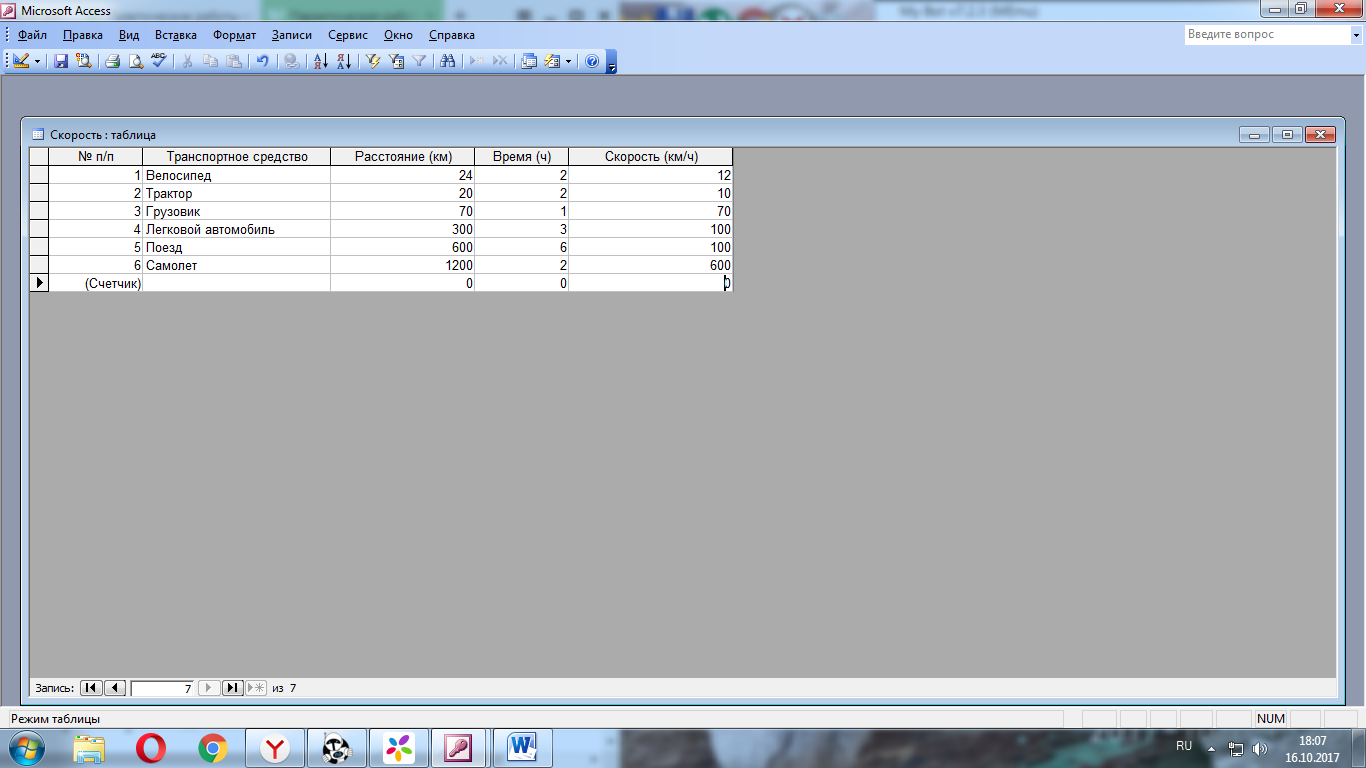 Microsoft Access
Файл Правка Вид Вставка Формат Записи Сервис Окно Справка
Введите вопрос
Скорость : таблица
№ п/п Транспортное средство Расстояние (км) Время (ч) Скорость (км/ч)
1 Велосипед 24 2 12
2 Трактор 20 2 10
3 Грузовик 70 1 70
4 Легковой автомобиль 300 3 100
5 Поезд 600 6 100
6 Самолет 1200 2 600
(Счетчик) 0 0 0
Запись: 7 из 7
Режим таблицы NUM
RU 18:07
16.10.2017